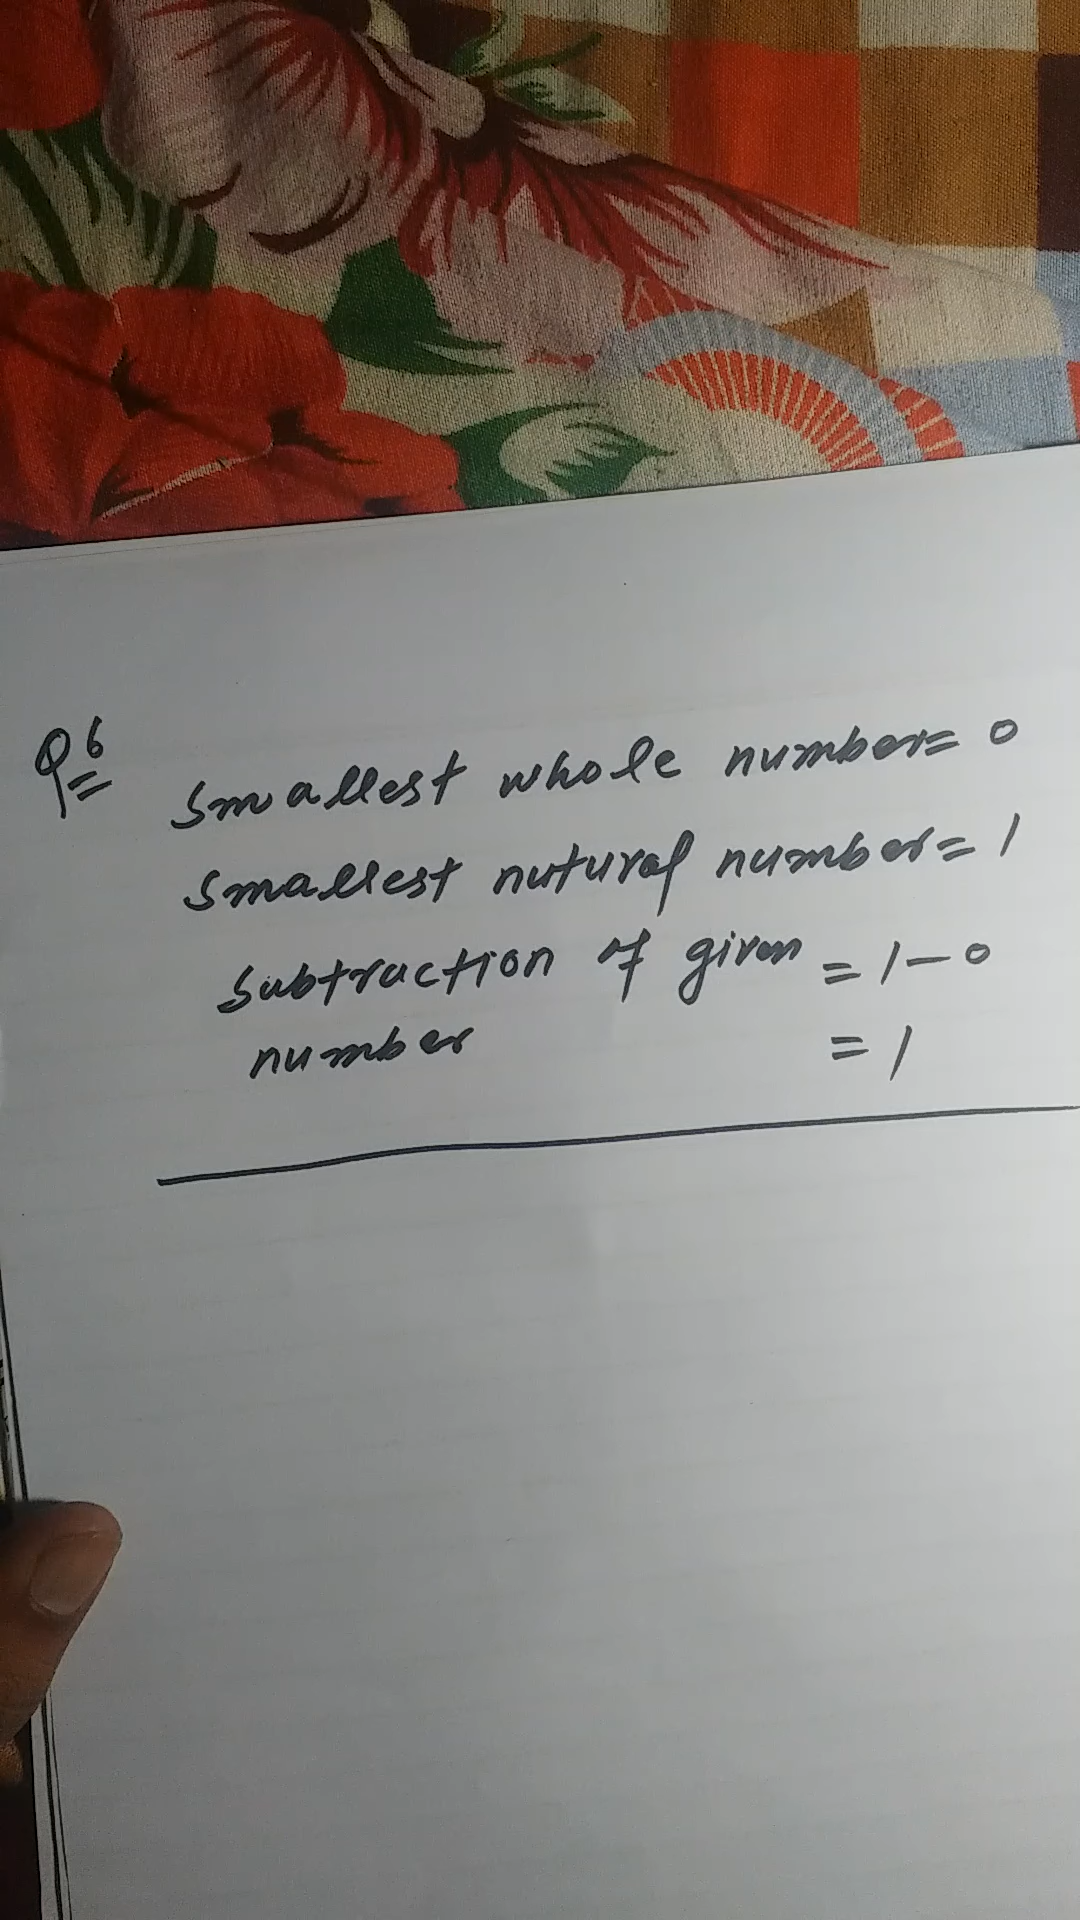 Q6
Smallest whole number = 0
Smallest nutural number = 1
Subtraction of given = 1-0
number = 1